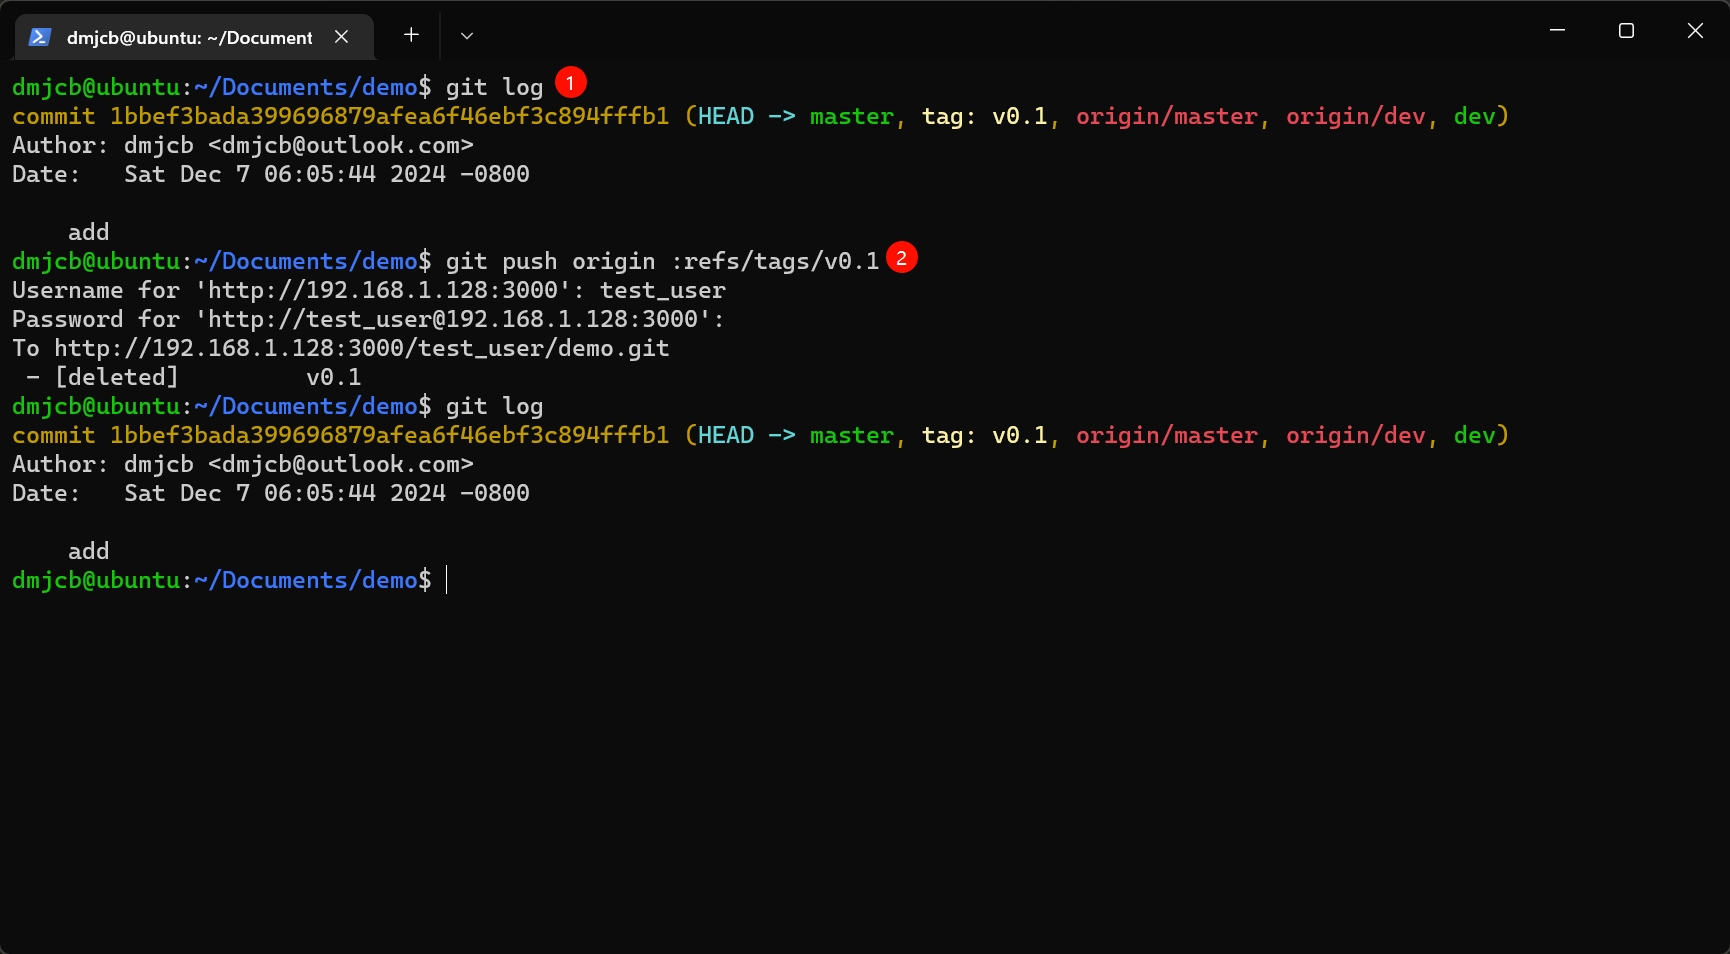 dmjcb@ubuntu: ~/Document
dmjcb@ubuntu:~/Documents/demo$ git log 1
commit 1bbef3bada399696879afea6f46ebf3c894fffb1 (HEAD -> master, tag: v0.1, origin/master, origin/dev, dev)
Author: dmjcb <dmjcb@outlook.com>
Date:   Sat Dec 7 06:05:44 2024 -0800
    add
dmjcb@ubuntu:~/Documents/demo$ git push origin :refs/tags/v0.1 2
Username for 'http://192.168.1.128:3000': test_user
Password for 'http://test_user@192.168.1.128:3000':
To http://192.168.1.128:3000/test_user/demo.git
 - [deleted]         v0.1
dmjcb@ubuntu:~/Documents/demo$ git log
commit 1bbef3bada399696879afea6f46ebf3c894fffb1 (HEAD -> master, tag: v0.1, origin/master, origin/dev, dev)
Author: dmjcb <dmjcb@outlook.com>
Date:   Sat Dec 7 06:05:44 2024 -0800
    add
dmjcb@ubuntu:~/Documents/demo$